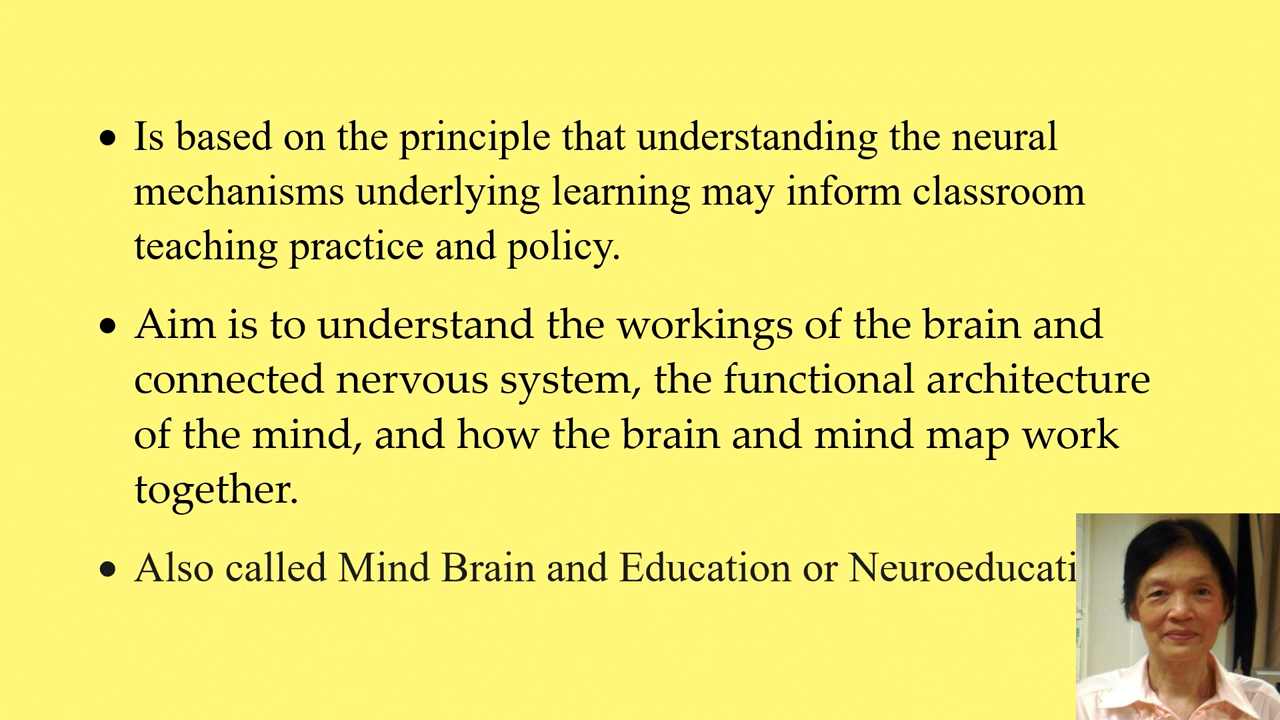 • Is based on the principle that understanding the neural
mechanisms underlying learning may inform classroom
teaching practice and policy.
• Aim is to understand the workings of the brain and
connected nervous system, the functional architecture
of the mind, and how the brain and mind map work
together.
• Also called Mind Brain and Education or Neuroeducati